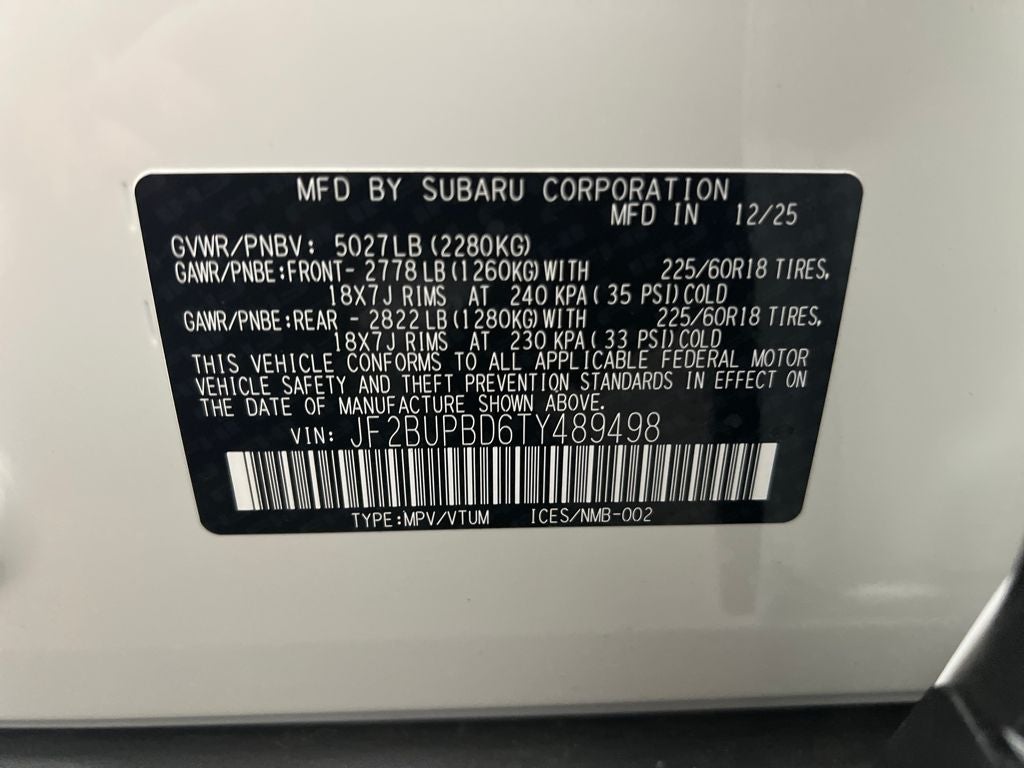 MFD BY SUBARU CORPORATION
MFD IN 12/25
GVWR/PNBV: 5027LB (2280KG)
GAWR/PNBE:FRONT- 2778 LB (1260KG) WITH 225/60R18 TIRES,
18X7J RIMS AT 240 KPA ( 35 PSI) COLD
GAWR/PNBE:REAR - 2822 LB (1280KG) WITH 225/60R18 TIRES,
18X7J RIMS AT 230 KPA ( 33 PSI) COLD
THIS VEHICLE CONFORMS TO ALL APPLICABLE FEDERAL MOTOR
VEHICLE SAFETY AND THEFT PREVENTION STANDARDS IN EFFECT ON
THE DATE OF MANUFACTURE SHOWN ABOVE.
VIN: JF2BUPBD6TY489498
TYPE:MPV/VTUM ICES/NMB-002